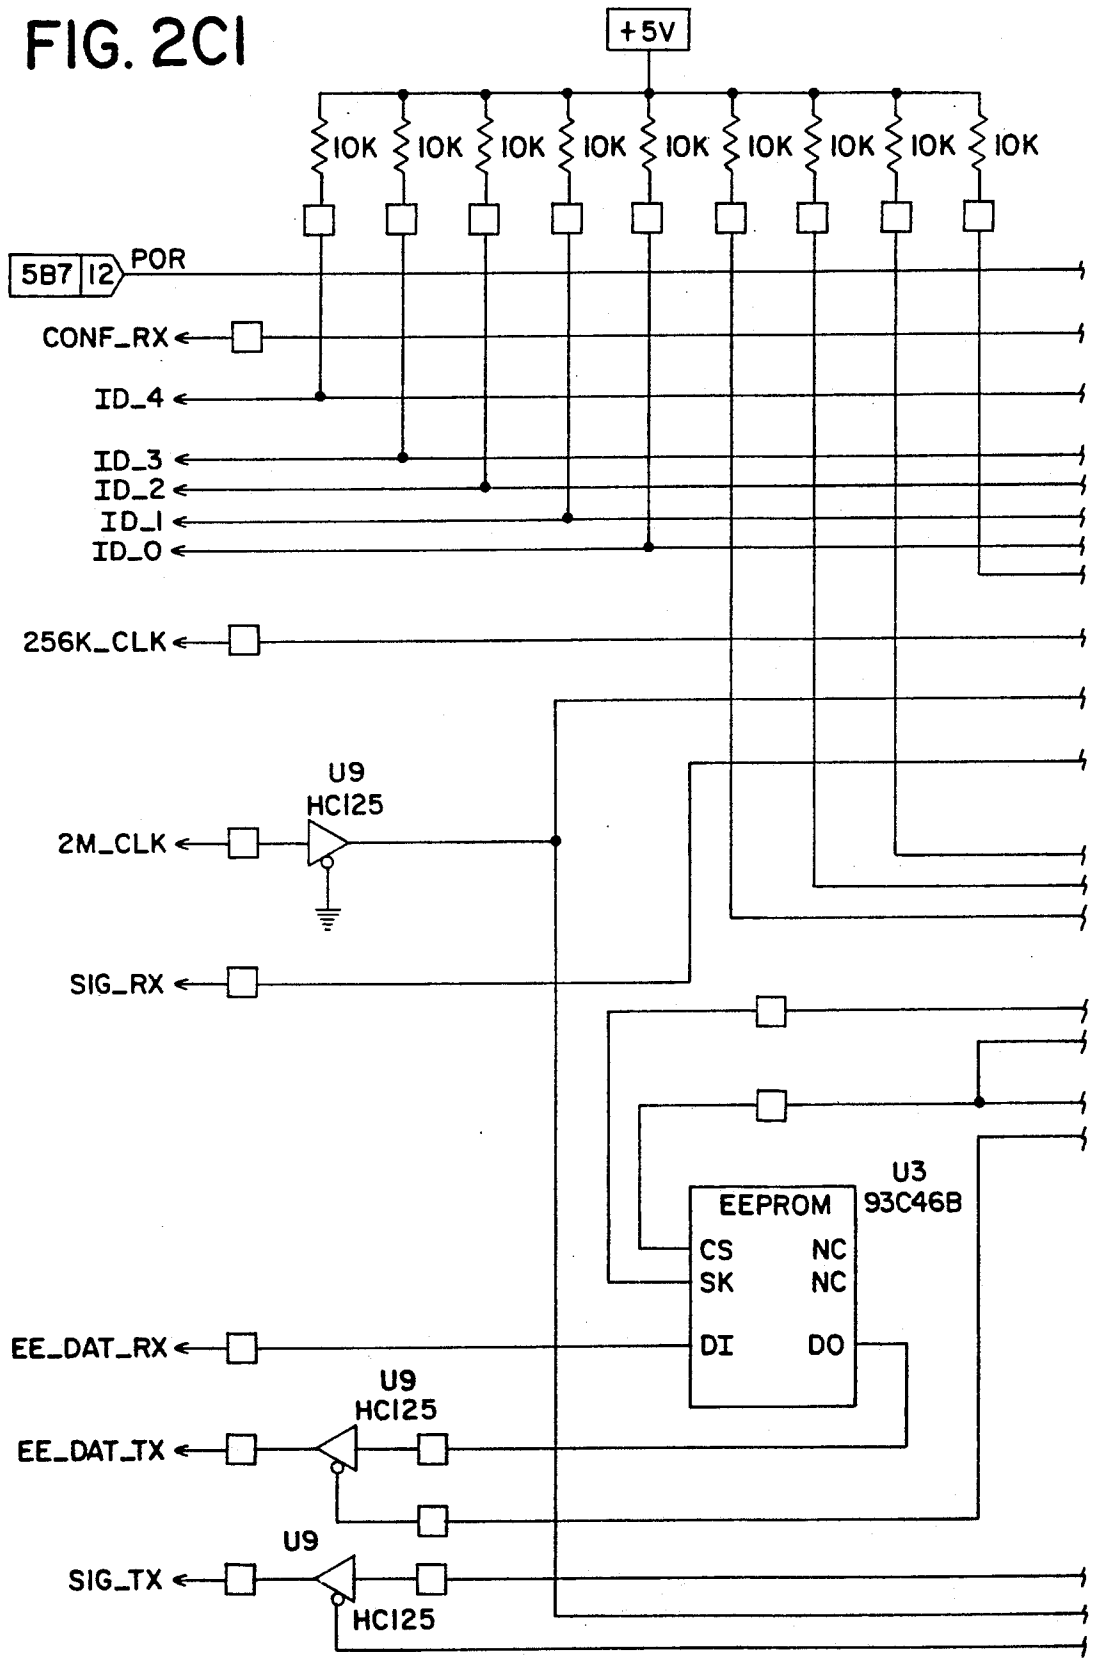 FIG. 2C1
+5V
10K 10K 10K 10K 10K 10K 10K 10K 10K
5B7 12 POR
CONF_RX
ID_4
ID_3
ID_2
ID_1
ID_0
256K_CLK
U9
HC125
2M_CLK
SIG_RX
U3
93C46B
EEPROM
CS NC
SK NC
DI DO
EE_DAT_RX
U9
HC125
EE_DAT_TX
U9
SIG_TX
HC125